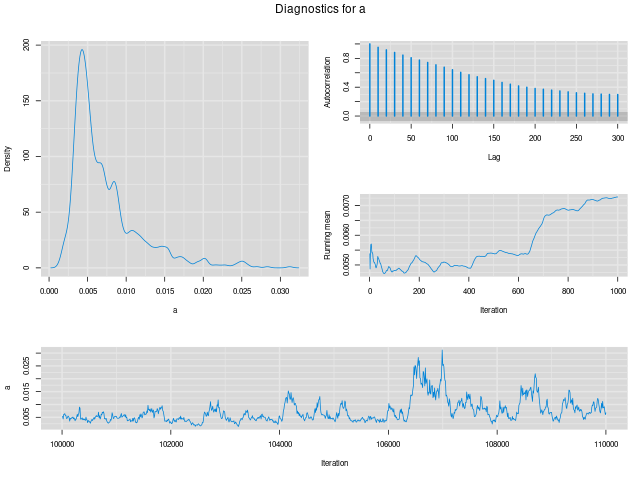 Diagnostics for a
Density
0
50
100
150
200
0.000 0.005 0.010 0.015 0.020 0.025 0.030
a
Autocorrelation
0.0
0.4
0.8
0 50 100 150 200 250 300
Lag
Running mean
0.0050
0.0060
0.0070
0 200 400 600 800 1000
Iteration
a
0.005
0.015
0.025
100000 102000 104000 106000 108000 110000
Iteration